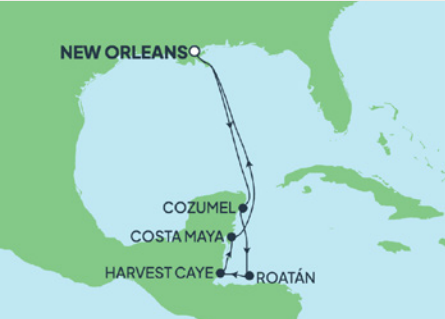 NEW ORLEANS
COZUMEL
COSTA MAYA
HARVEST CAYE
ROATÁN